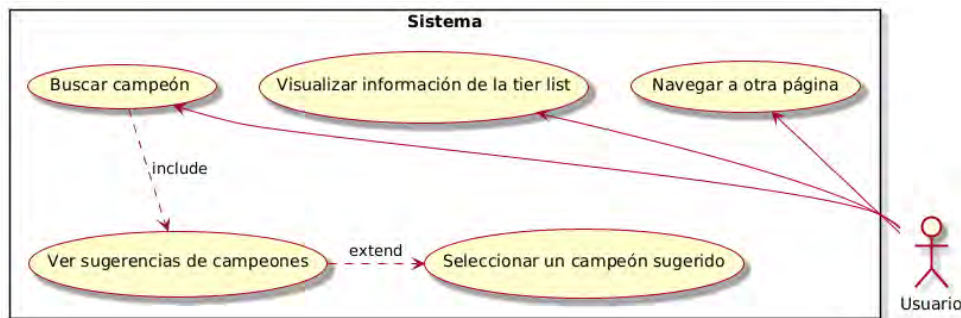 Sistema
Buscar campeón
Visualizar información de la tier list
Navegar a otra página
include
Ver sugerencias de campeones
extend
Seleccionar un campeón sugerido
Usuario